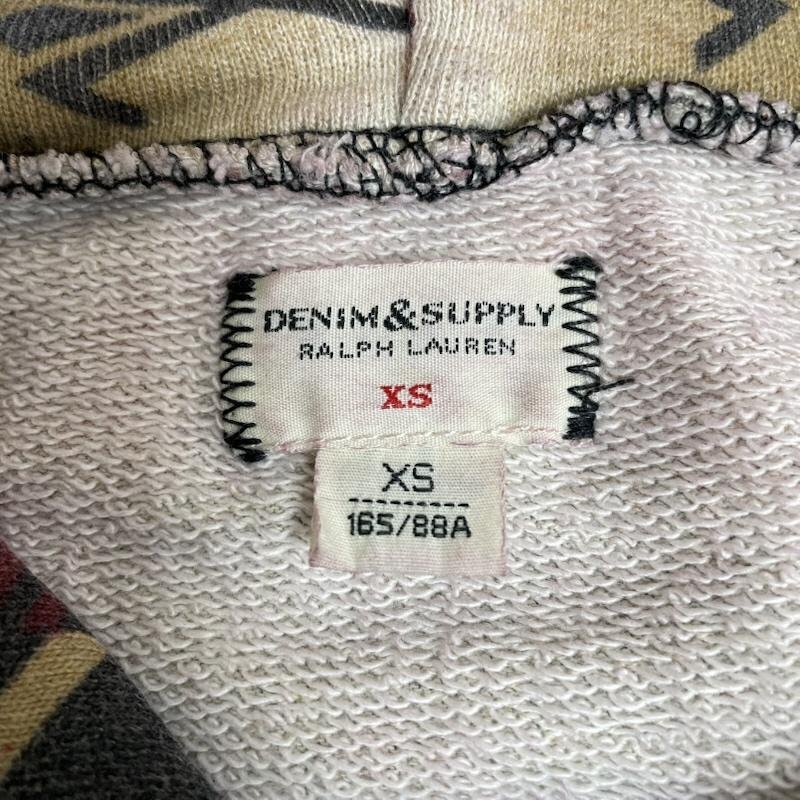 DENIM&SUPPLY
RALPH LAUREN
XS
XS
165/88A